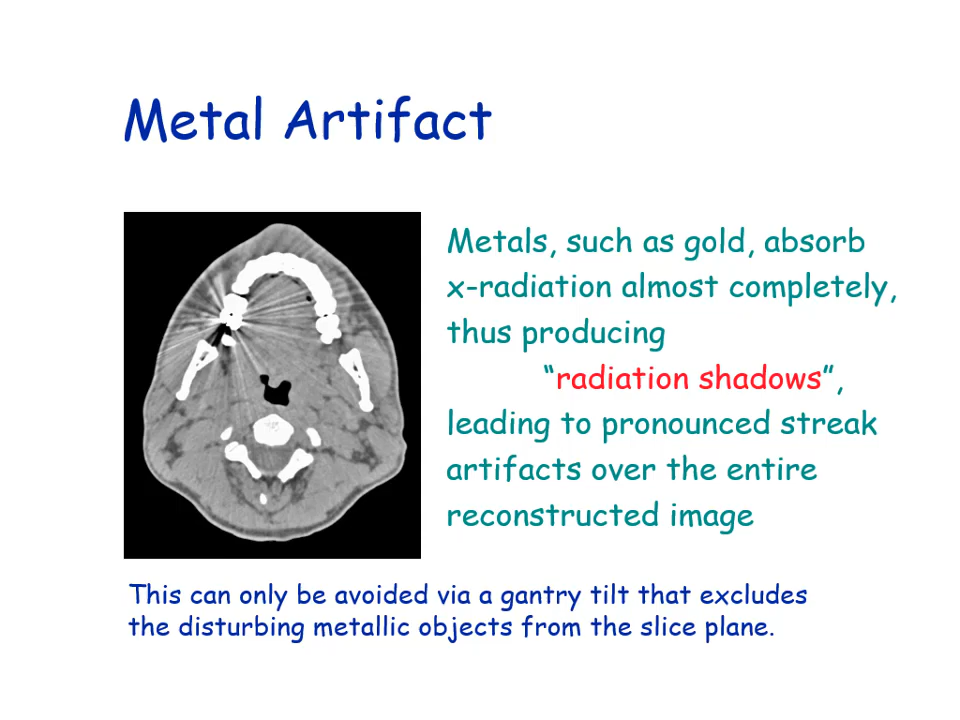 Metal Artifact
Metals, such as gold, absorb
x-radiation almost completely,
thus producing
“radiation shadows”,
leading to pronounced streak
artifacts over the entire
reconstructed image
This can only be avoided via a gantry tilt that excludes
the disturbing metallic objects from the slice plane.